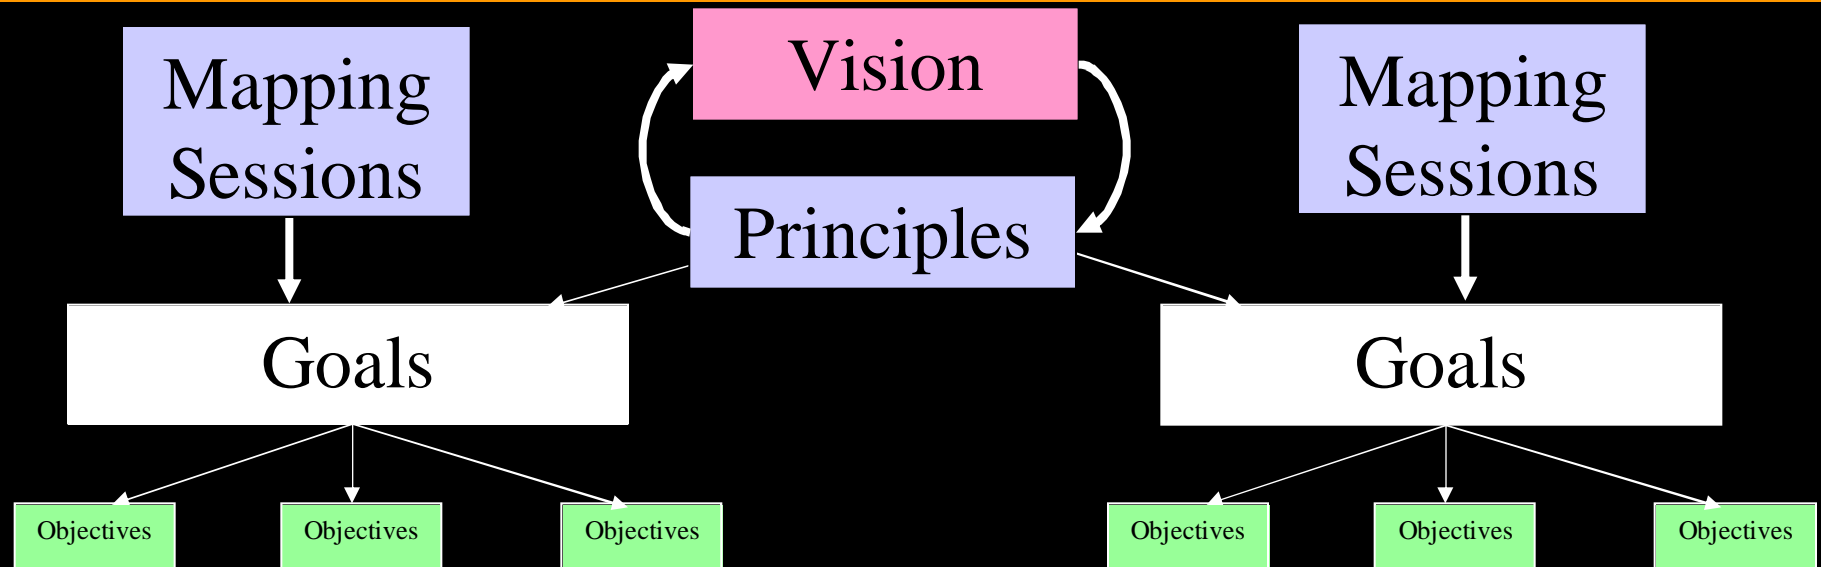 Vision
Mapping
Sessions
Mapping
Sessions
Principles
Goals
Goals
Objectives
Objectives
Objectives
Objectives
Objectives
Objectives